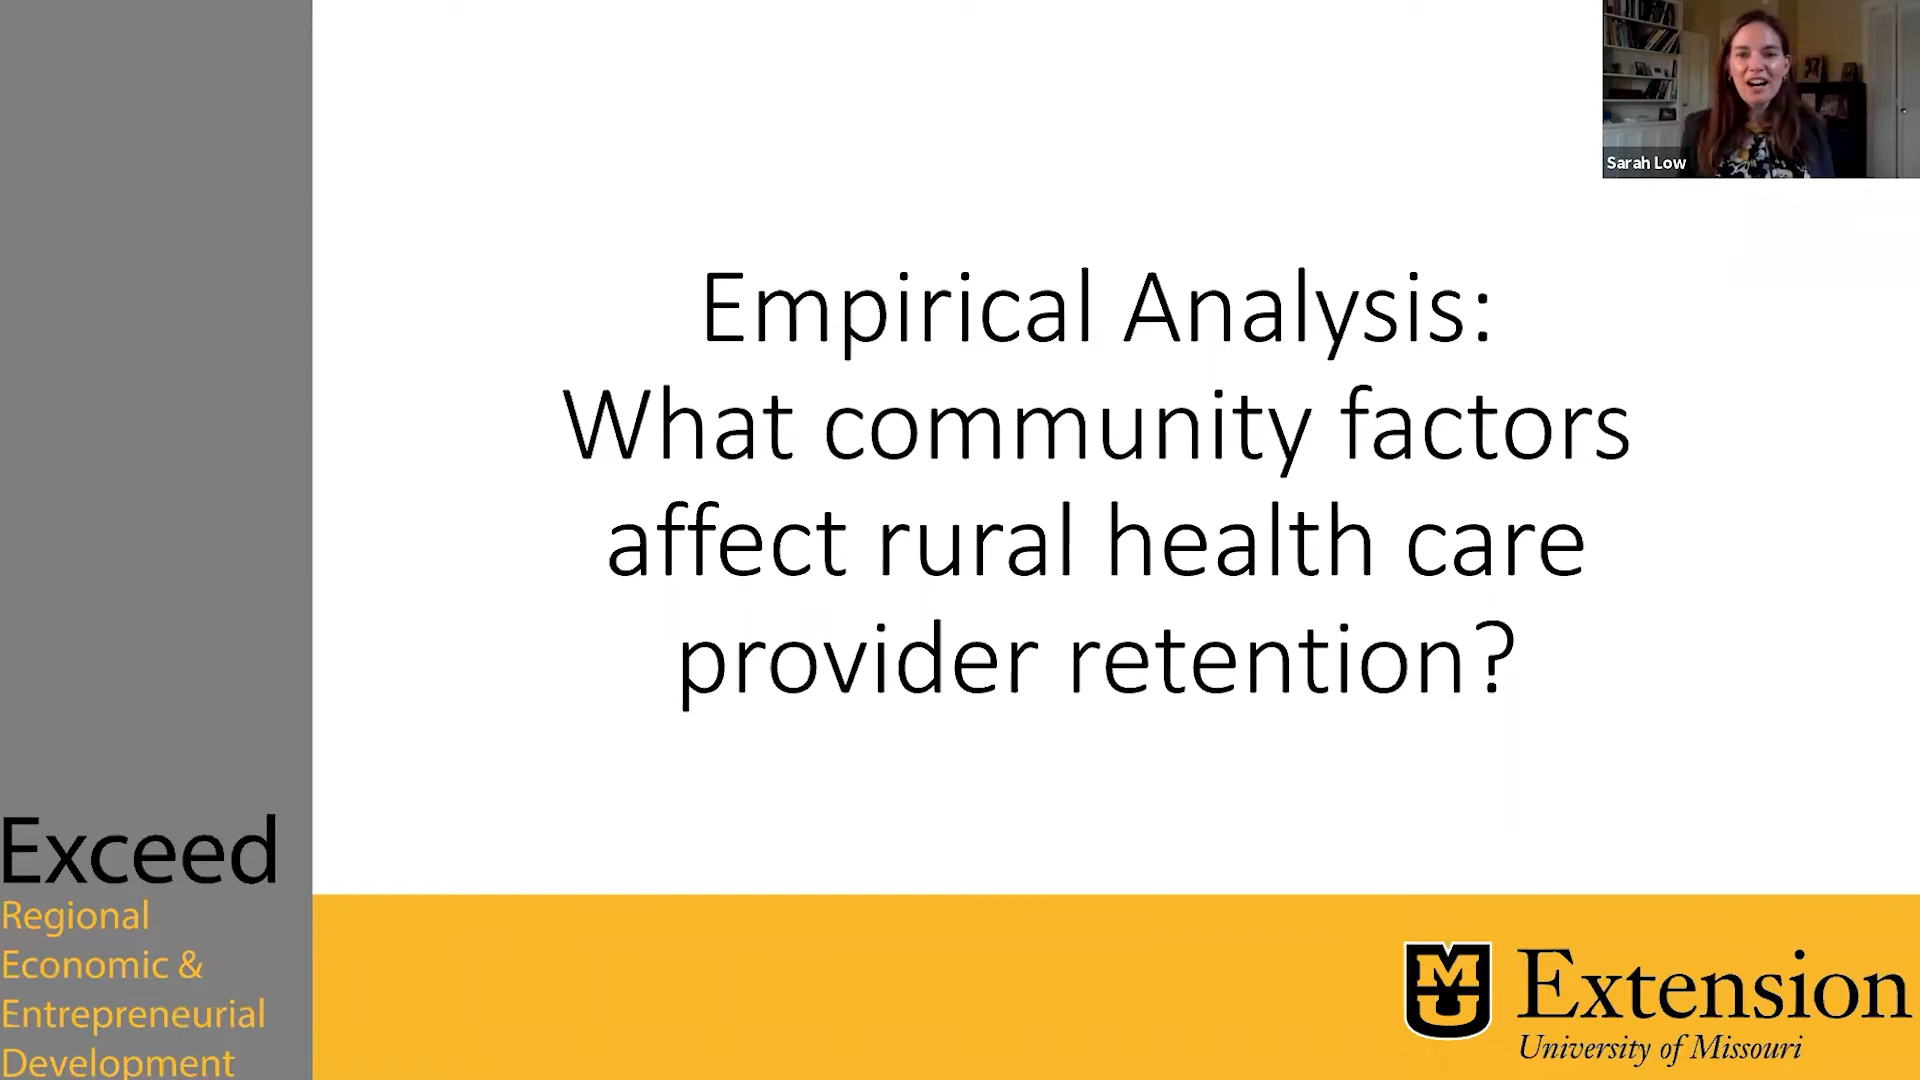 Sarah Low
Empirical Analysis:
What community factors
affect rural health care
provider retention?
Exceed
Regional
Economic &
Entrepreneurial
Development
MU
Extension
University of Missouri